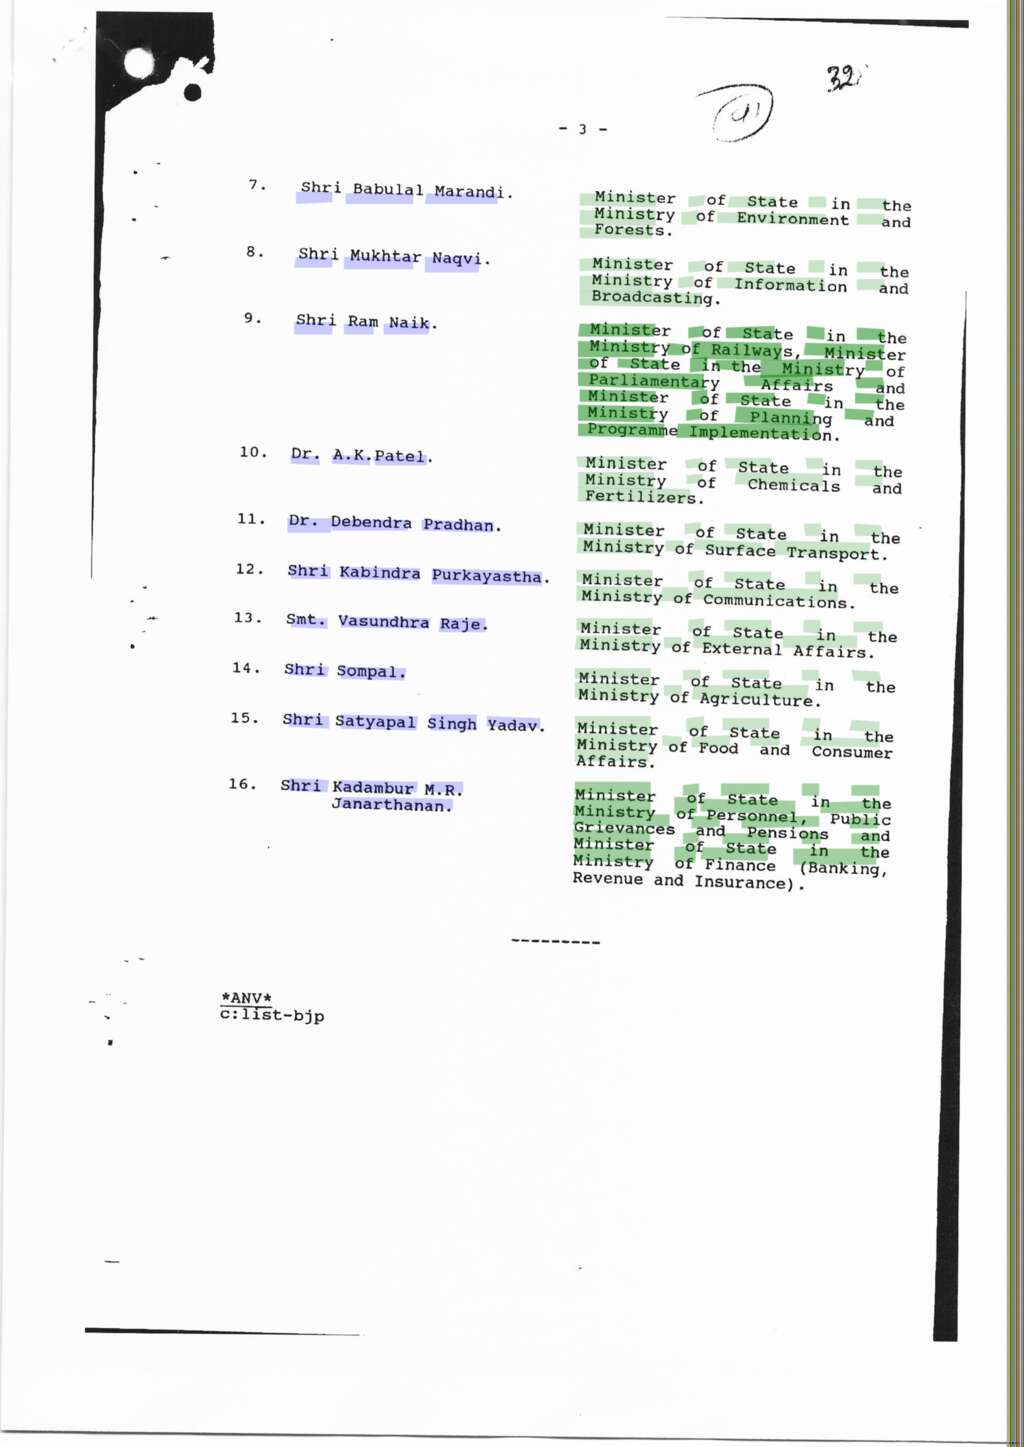 32
41
- 3 -
7. Shri Babulal Marandi. Minister of State in the
Ministry of Environment and
Forests.
8. Shri Mukhtar Naqvi. Minister of State in the
Ministry of Information and
Broadcasting.
9. Shri Ram Naik. Minister of State in the
Ministry of Railways, Minister
of State in the Ministry of
Parliamentary Affairs and
Minister of State in the
Ministry of Planning and
Programme Implementation.
10. Dr. A.K.Patel. Minister of State in the
Ministry of Chemicals and
Fertilizers.
11. Dr. Debendra Pradhan. Minister of State in the
Ministry of Surface Transport.
12. Shri Kabindra Purkayastha. Minister of State in the
Ministry of Communications.
13. Smt. Vasundhra Raje. Minister of State in the
Ministry of External Affairs.
14. Shri Sompal. Minister of State in the
Ministry of Agriculture.
15. Shri Satyapal Singh Yadav. Minister of State in the
Ministry of Food and Consumer
Affairs.
16. Shri Kadambur M.R. Minister of State in the
Janarthanan. Ministry of Personnel, Public
Grievances and Pensions and
Minister of State in the
Ministry of Finance (Banking,
Revenue and Insurance).
---------
*ANV*
c:list-bjp